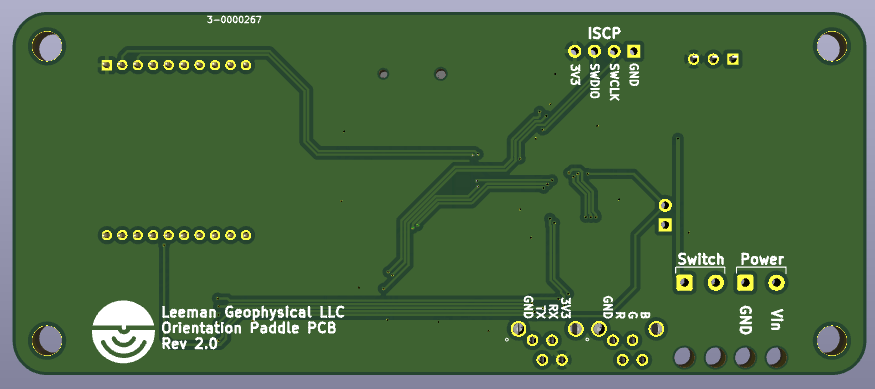 3-0000267
ISCP
3V3
SWDIO
SWCLK
GND
Switch
Power
GND
Vin
GND
TX
RX
3V3
GND
R
G
B
Leeman Geophysical LLC
Orientation Paddle PCB
Rev 2.0